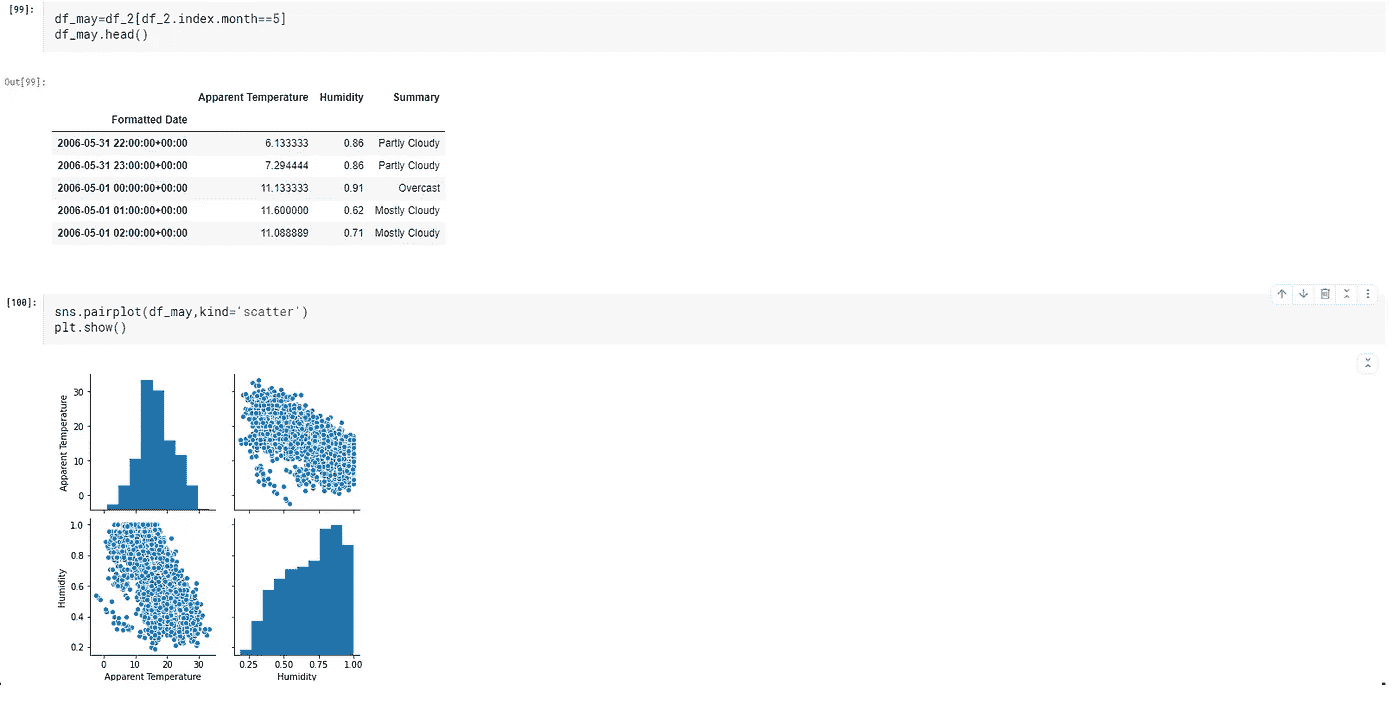 [99]:
df_may=df_2[df_2.index.month==5]
df_may.head()
Out[99]:
Apparent Temperature Humidity Summary
Formatted Date
2006-05-31 22:00:00+00:00 6.133333 0.86 Partly Cloudy
2006-05-31 23:00:00+00:00 7.294444 0.86 Partly Cloudy
2006-05-01 00:00:00+00:00 11.133333 0.91 Overcast
2006-05-01 01:00:00+00:00 11.600000 0.62 Mostly Cloudy
2006-05-01 02:00:00+00:00 11.088889 0.71 Mostly Cloudy
[100]:
sns.pairplot(df_may,kind='scatter')
plt.show()
Apparent Temperature
30
20
10
0
Humidity
1.0
0.8
0.6
0.4
0.2
0 10 20 30 0.25 0.50 0.75 1.00
Apparent Temperature Humidity